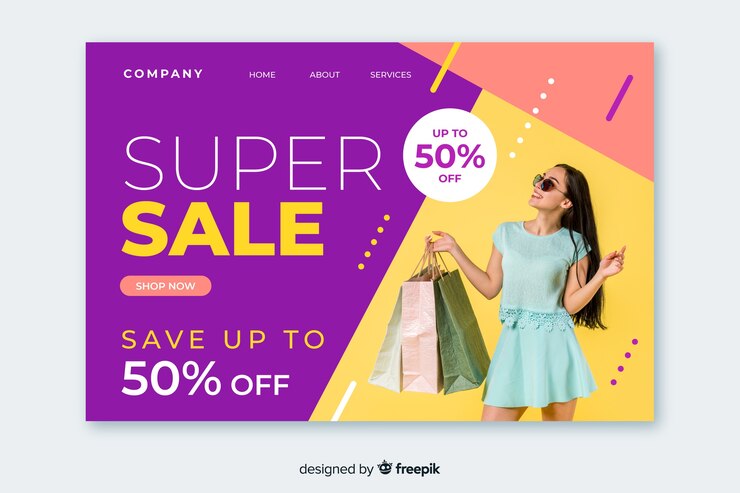 COMPANY HOME ABOUT SERVICES
SUPER
SALE
UP TO
50%
OFF
SHOP NOW
SAVE UP TO
50% OFF
designed by freepik